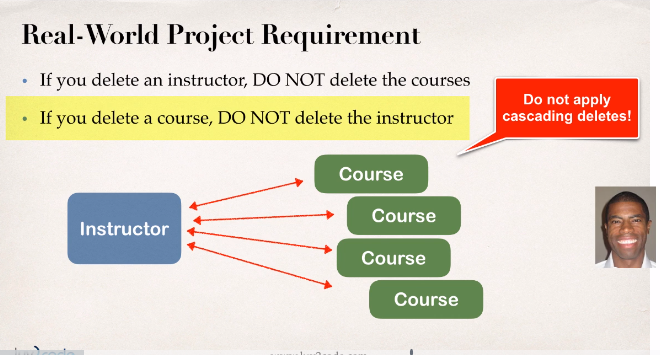 Real-World Project Requirement
• If you delete an instructor, DO NOT delete the courses
• If you delete a course, DO NOT delete the instructor
Do not apply
cascading deletes!
Course
Instructor
Course
Course
Course